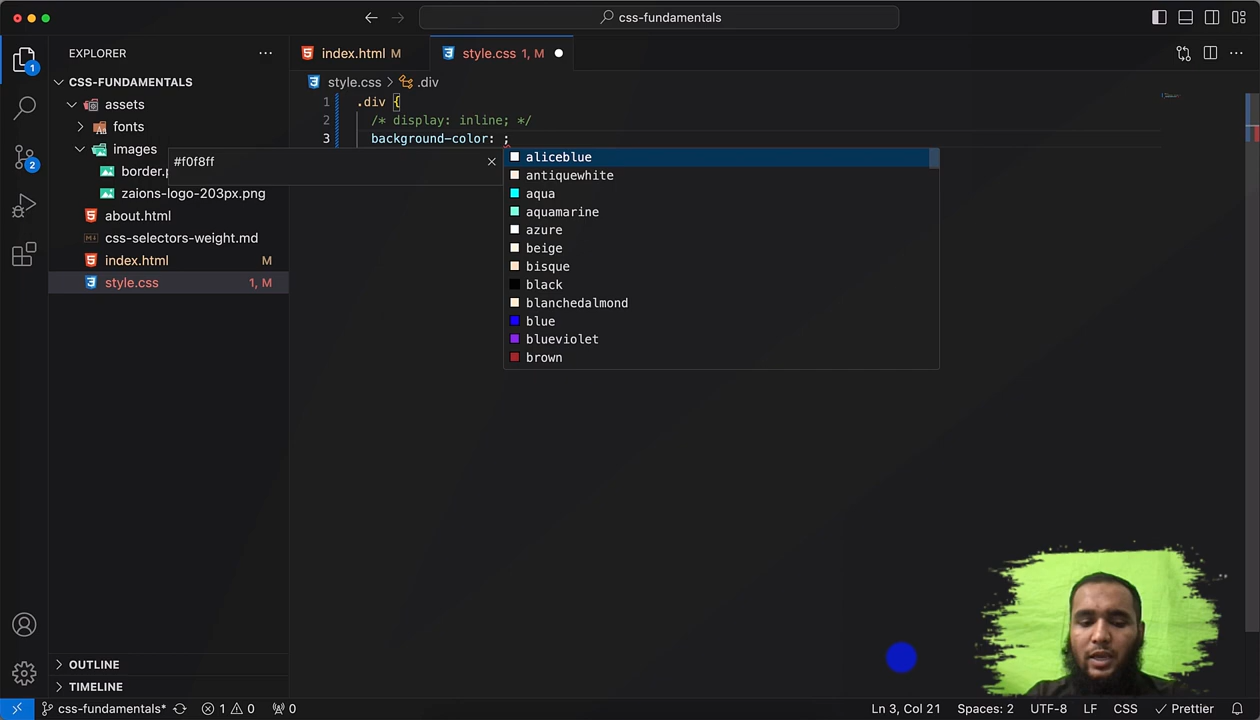 css-fundamentals
EXPLORER
index.html M
style.css 1, M
CSS-FUNDAMENTALS
style.css > .div
assets
1 .div {
fonts
2 /* display: inline; */
images
3 background-color: ;
#f0f8ff
aliceblue
antiquewhite
aqua
aquamarine
azure
beige
bisque
black
blanchedalmond
blue
blueviolet
brown
border.
zaions-logo-203px.png
about.html
css-selectors-weight.md
index.html M
style.css 1, M
1
2
OUTLINE
TIMELINE
css-fundamentals* 1 0 0 Ln 3, Col 21 Spaces: 2 UTF-8 LF CSS Prettier